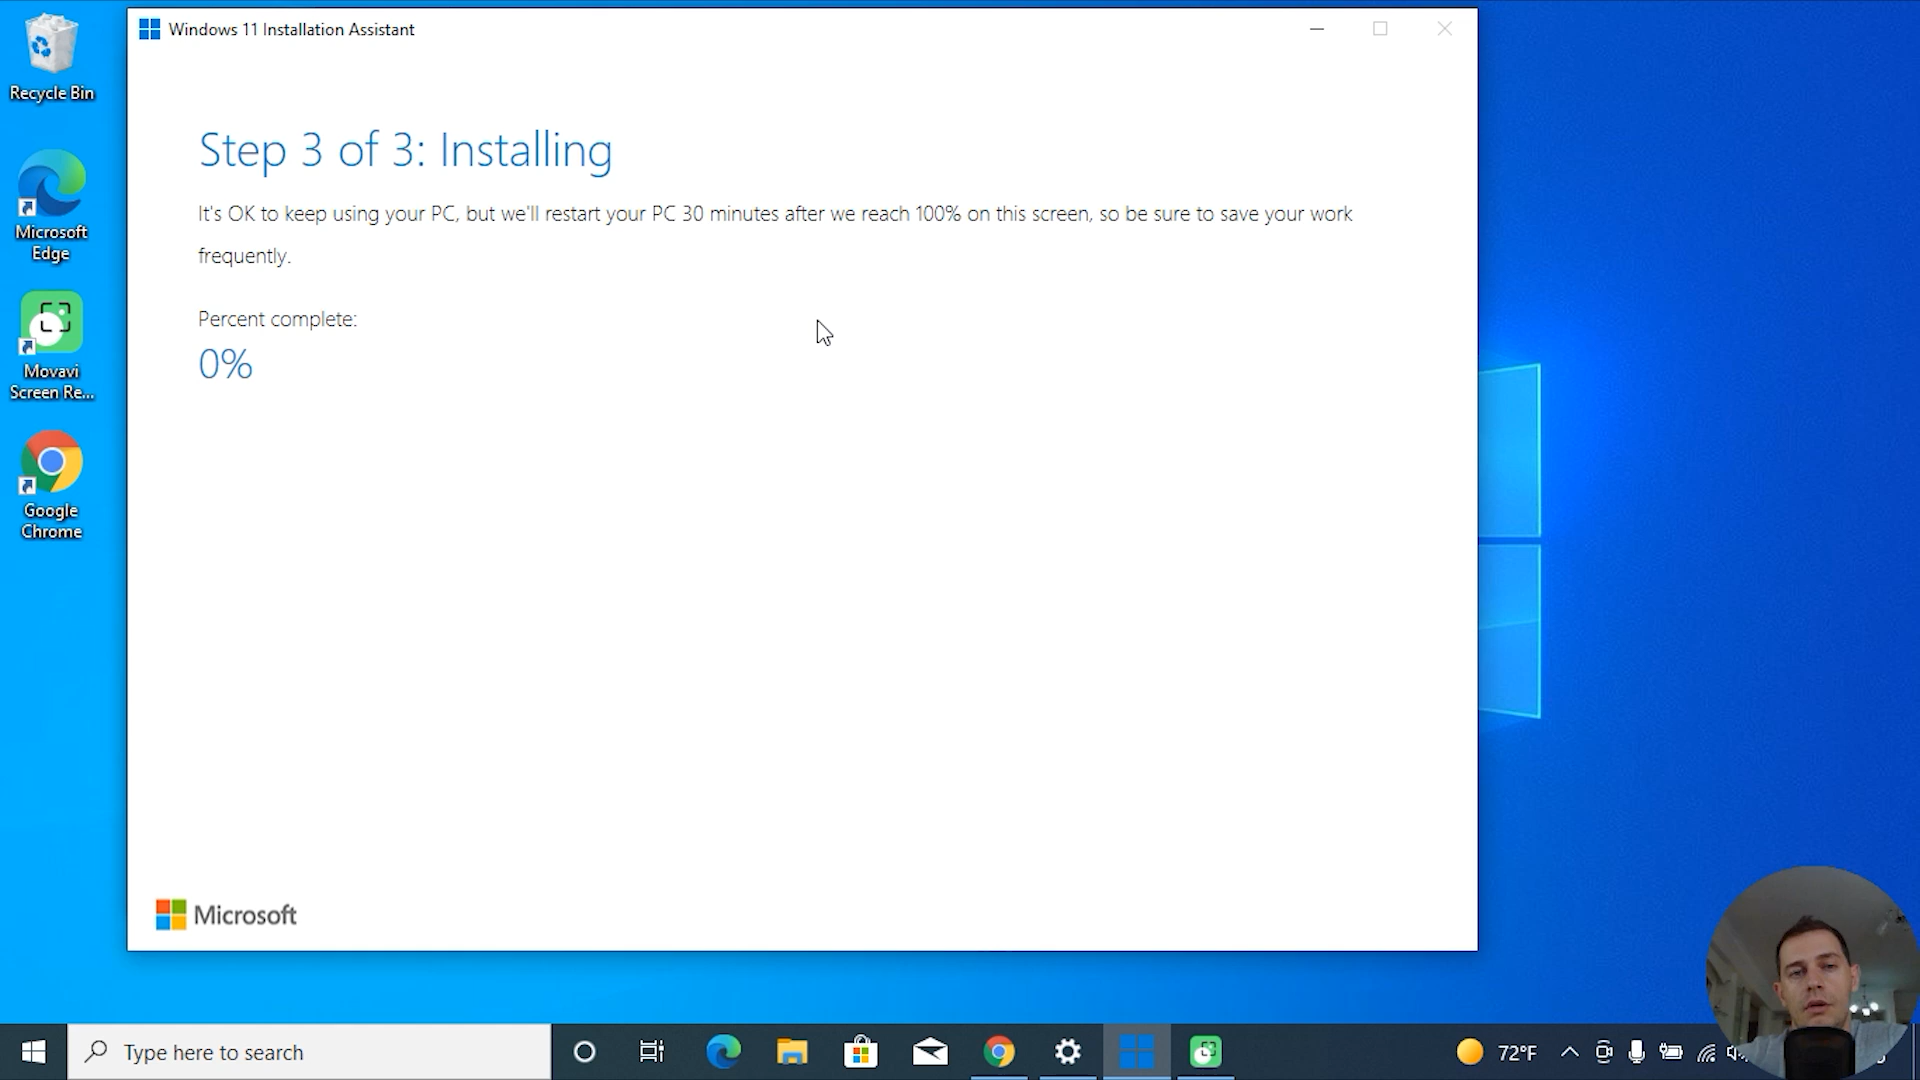 Windows 11 Installation Assistant
Recycle Bin
Microsoft
Edge
Movavi
Screen Re...
Google
Chrome
Step 3 of 3: Installing
It's OK to keep using your PC, but we'll restart your PC 30 minutes after we reach 100% on this screen, so be sure to save your work
frequently.
Percent complete:
0%
Microsoft
Type here to search
72°F